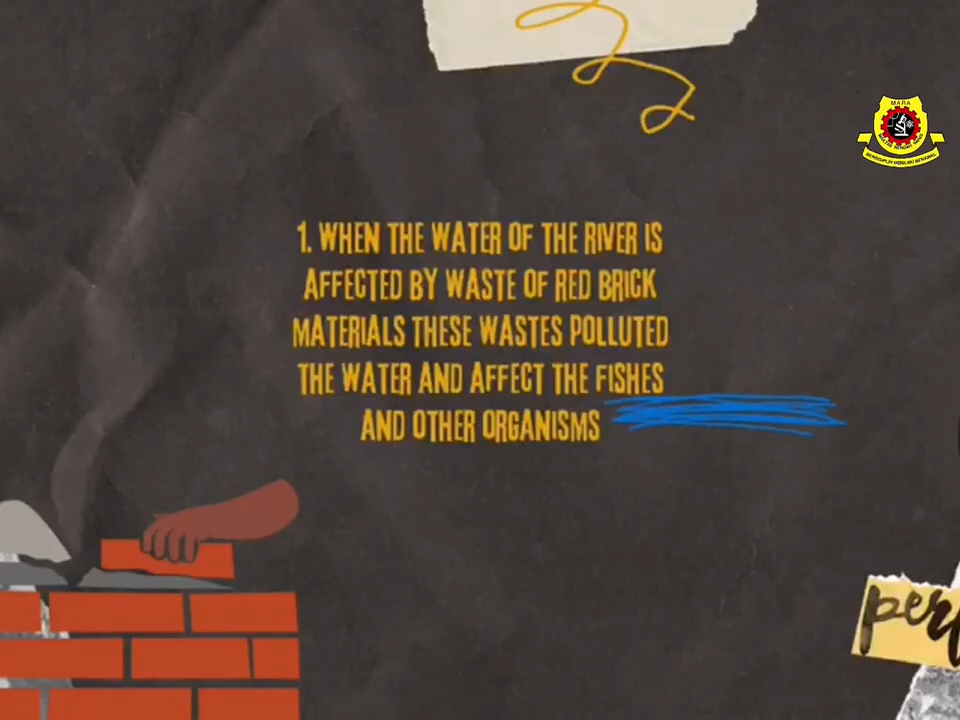 MARA
1. WHEN THE WATER OF THE RIVER IS
AFFECTED BY WASTE OF RED BRICK
MATERIALS THESE WASTES POLLUTED
THE WATER AND AFFECT THE FISHES
AND OTHER ORGANISMS